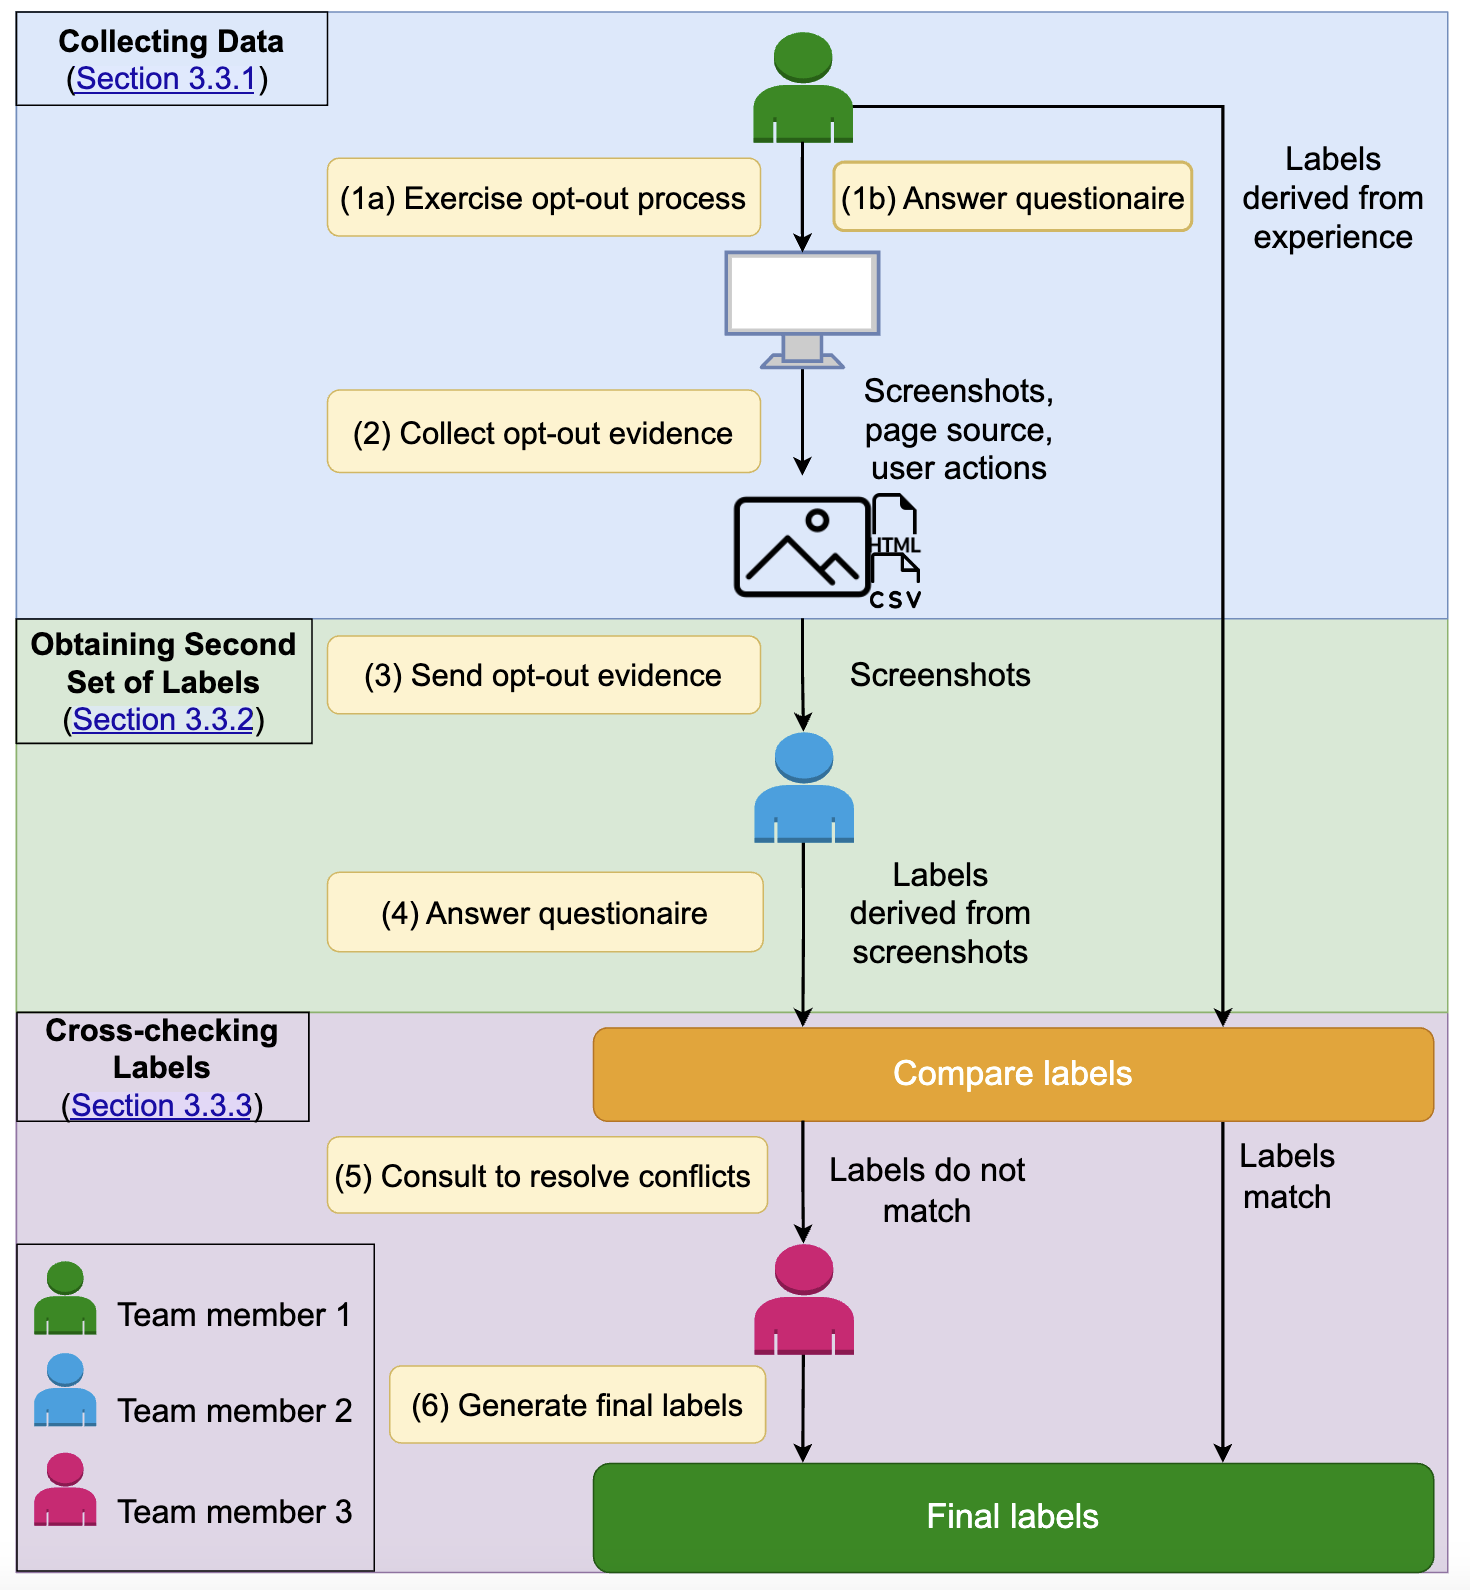 Collecting Data
(Section 3.3.1)
(1a) Exercise opt-out process
(1b) Answer questionaire
Labels
derived from
experience
(2) Collect opt-out evidence
Screenshots,
page source,
user actions
HTML
CSV
Obtaining Second
Set of Labels
(Section 3.3.2)
(3) Send opt-out evidence
Screenshots
(4) Answer questionaire
Labels
derived from
screenshots
Cross-checking
Labels
(Section 3.3.3)
Compare labels
(5) Consult to resolve conflicts
Labels do not
match
Labels
match
Team member 1
Team member 2
Team member 3
(6) Generate final labels
Final labels